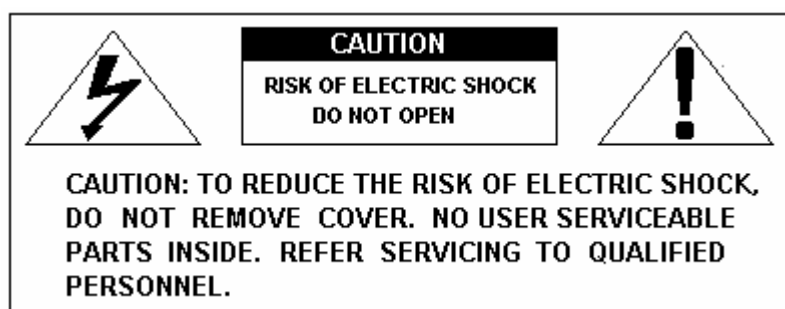 CAUTION
RISK OF ELECTRIC SHOCK
DO NOT OPEN
CAUTION: TO REDUCE THE RISK OF ELECTRIC SHOCK,
DO NOT REMOVE COVER. NO USER SERVICEABLE
PARTS INSIDE. REFER SERVICING TO QUALIFIED
PERSONNEL.